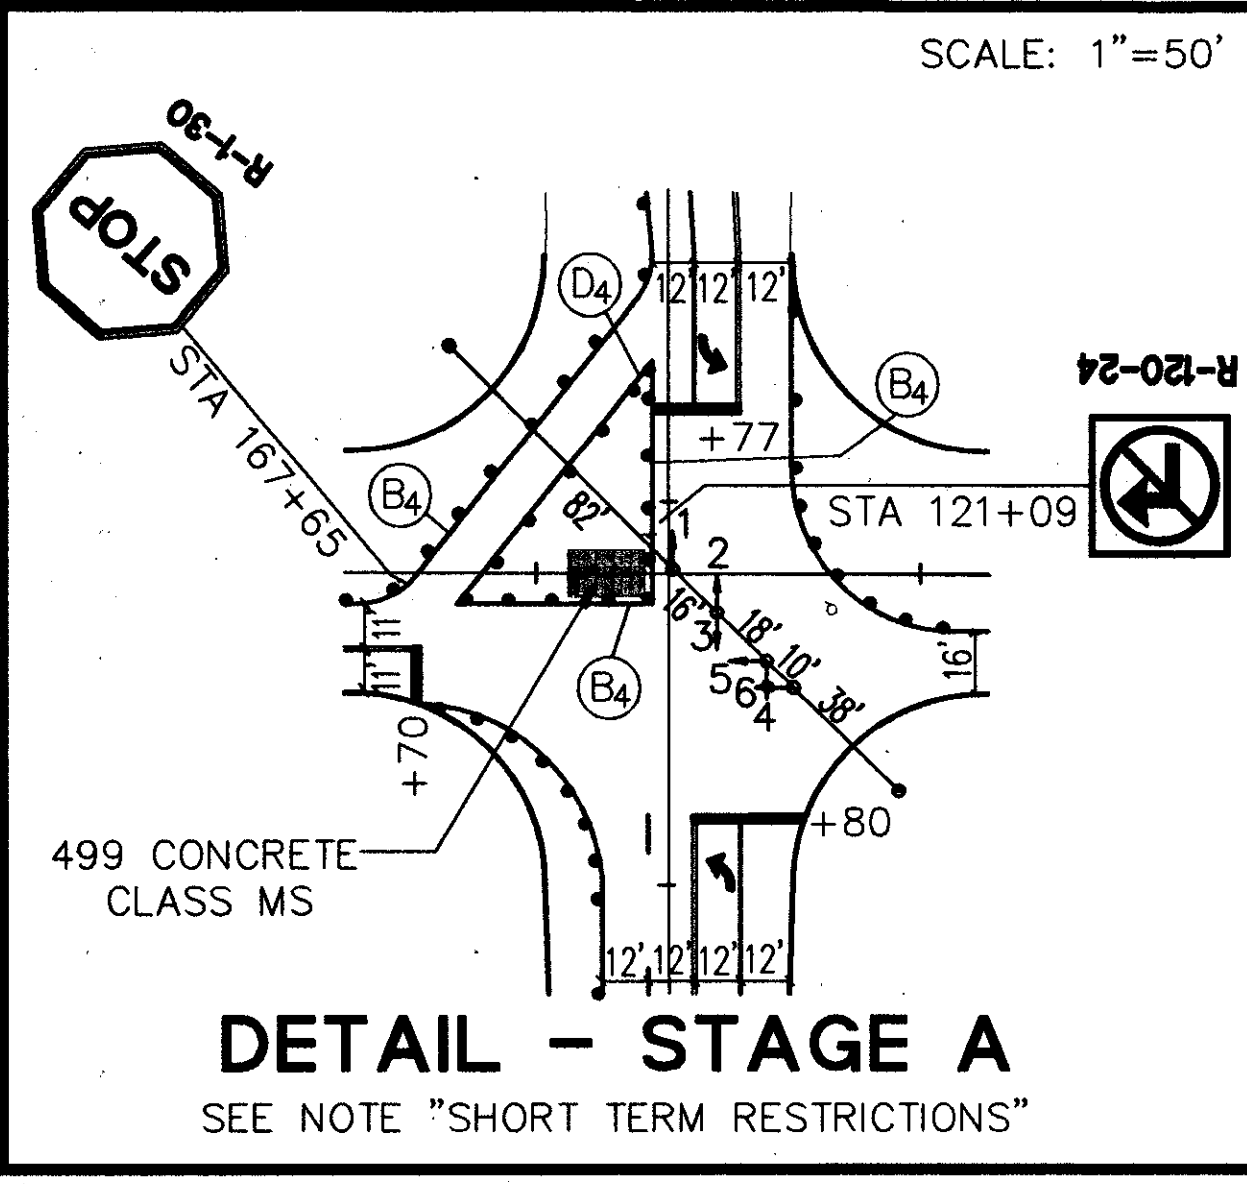 SCALE: 1"=50'
R-1-30
STOP
STA 167+65
D4
12' 12' 12'
R-120-24
B4
+77
B4
82'
STA 121+09
1
2
16'
3
18'
11'
11'
5
10'
6
4
38'
16'
B4
+70
+80
499 CONCRETE
CLASS MS
12' 12' 12' 12'
DETAIL - STAGE A
SEE NOTE "SHORT TERM RESTRICTIONS"